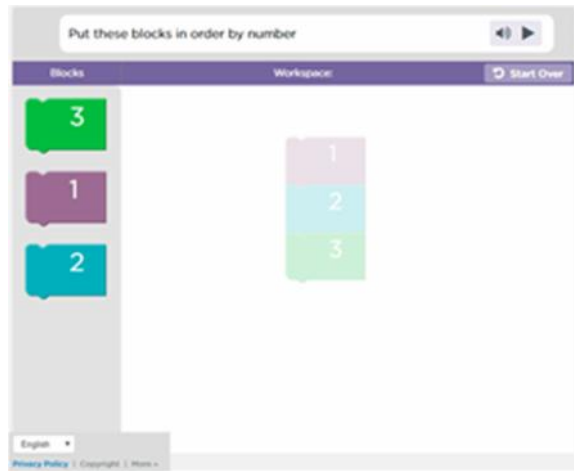 Put these blocks in order by number
Blocks
Workspace:
Start Over
3
1
2
1
2
3
English
Privacy Policy | Copyright | More